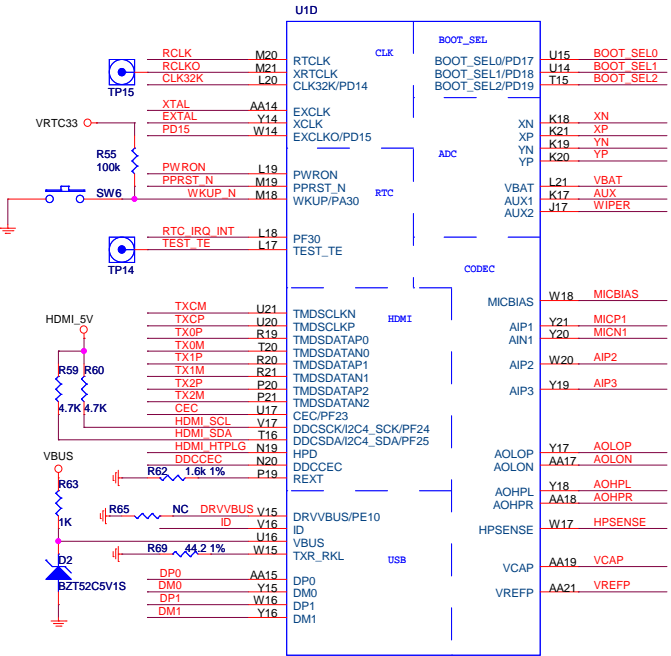 U1D
CLK
BOOT_SEL
RCLK M20 RTCLK
RCLKO M21 XRTCLK
CLK32K L20 CLK32K/PD14
TP15
BOOT_SEL0/PD17 U15 BOOT_SEL0
BOOT_SEL1/PD18 U14 BOOT_SEL1
BOOT_SEL2/PD19 T15 BOOT_SEL2
XTAL AA14 EXCLK
EXTAL Y14 XCLK
PD15 W14 EXCLKO/PD15
VRTC33
R55
100k
ADC
XN K18 XN
XP K21 XP
YN K19 YN
YP K20 YP
PWRON L19 PWRON
PPRST_N M19 PPRST_N
WKUP_N M18 WKUP/PA30
SW6
RTC
VBAT L21 VBAT
AUX1 K17 AUX
AUX2 J17 WIPER
RTC_IRQ_INT L18 PF30
TEST_TE L17 TEST_TE
TP14
CODEC
MICBIAS W18 MICBIAS
HDMI
TXCM U21 TMDSCLKN
TXCP U20 TMDSCLKP
TX0P R19 TMDSDATAP0
TX0M T20 TMDSDATAN0
TX1P R20 TMDSDATAP1
TX1M R21 TMDSDATAN1
TX2P P20 TMDSDATAP2
TX2M P21 TMDSDATAN2
CEC U17 CEC/PF23
HDMI_SCL V17 DDCSCK/I2C4_SCK/PF24
HDMI_SDA T16 DDCSDA/I2C4_SDA/PF25
HDMI_HTPLG N19 HPD
DDCCEC N20 DDCCEC
R62 1.6k 1% P19 REXT
HDMI_5V
R59 R60
4.7K 4.7K
AIP1 Y21 MICP1
AIN1 Y20 MICN1
AIP2 W20 AIP2
AIP3 Y19 AIP3
AOLOP Y17 AOLOP
AOLON AA17 AOLON
AOHPL Y18 AOHPL
AOHPR AA18 AOHPR
HPSENSE W17 HPSENSE
VCAP AA19 VCAP
VREFP AA21 VREFP
VBUS
R63
1K
R65 NC DRVVBUS V15 DRVVBUS/PE10
ID V16 ID
U16 VBUS
R69 44.2 1% W15 TXR_RKL
USB
D2
BZT52C5V1S
DP0 AA15 DP0
DM0 Y15 DM0
DP1 W16 DP1
DM1 Y16 DM1